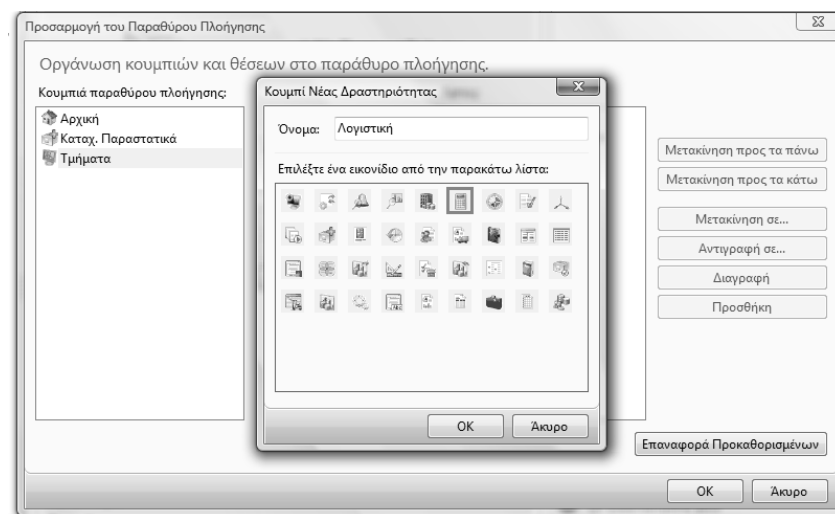 Προσαρμογή του Παραθύρου Πλοήγησης
Οργάνωση κουμπιών και θέσεων στο παράθυρο πλοήγησης.
Κουμπιά παραθύρου πλοήγησης:
Αρχική
Καταχ. Παραστατικά
Τμήματα
Κουμπί Νέας Δραστηριότητας
Όνομα: Λογιστική
Επιλέξτε ένα εικονίδιο από την παρακάτω λίστα:
OK Άκυρο
Μετακίνηση προς τα πάνω
Μετακίνηση προς τα κάτω
Μετακίνηση σε...
Αντιγραφή σε...
Διαγραφή
Προσθήκη
Επαναφορά Προκαθορισμένων
OK Άκυρο